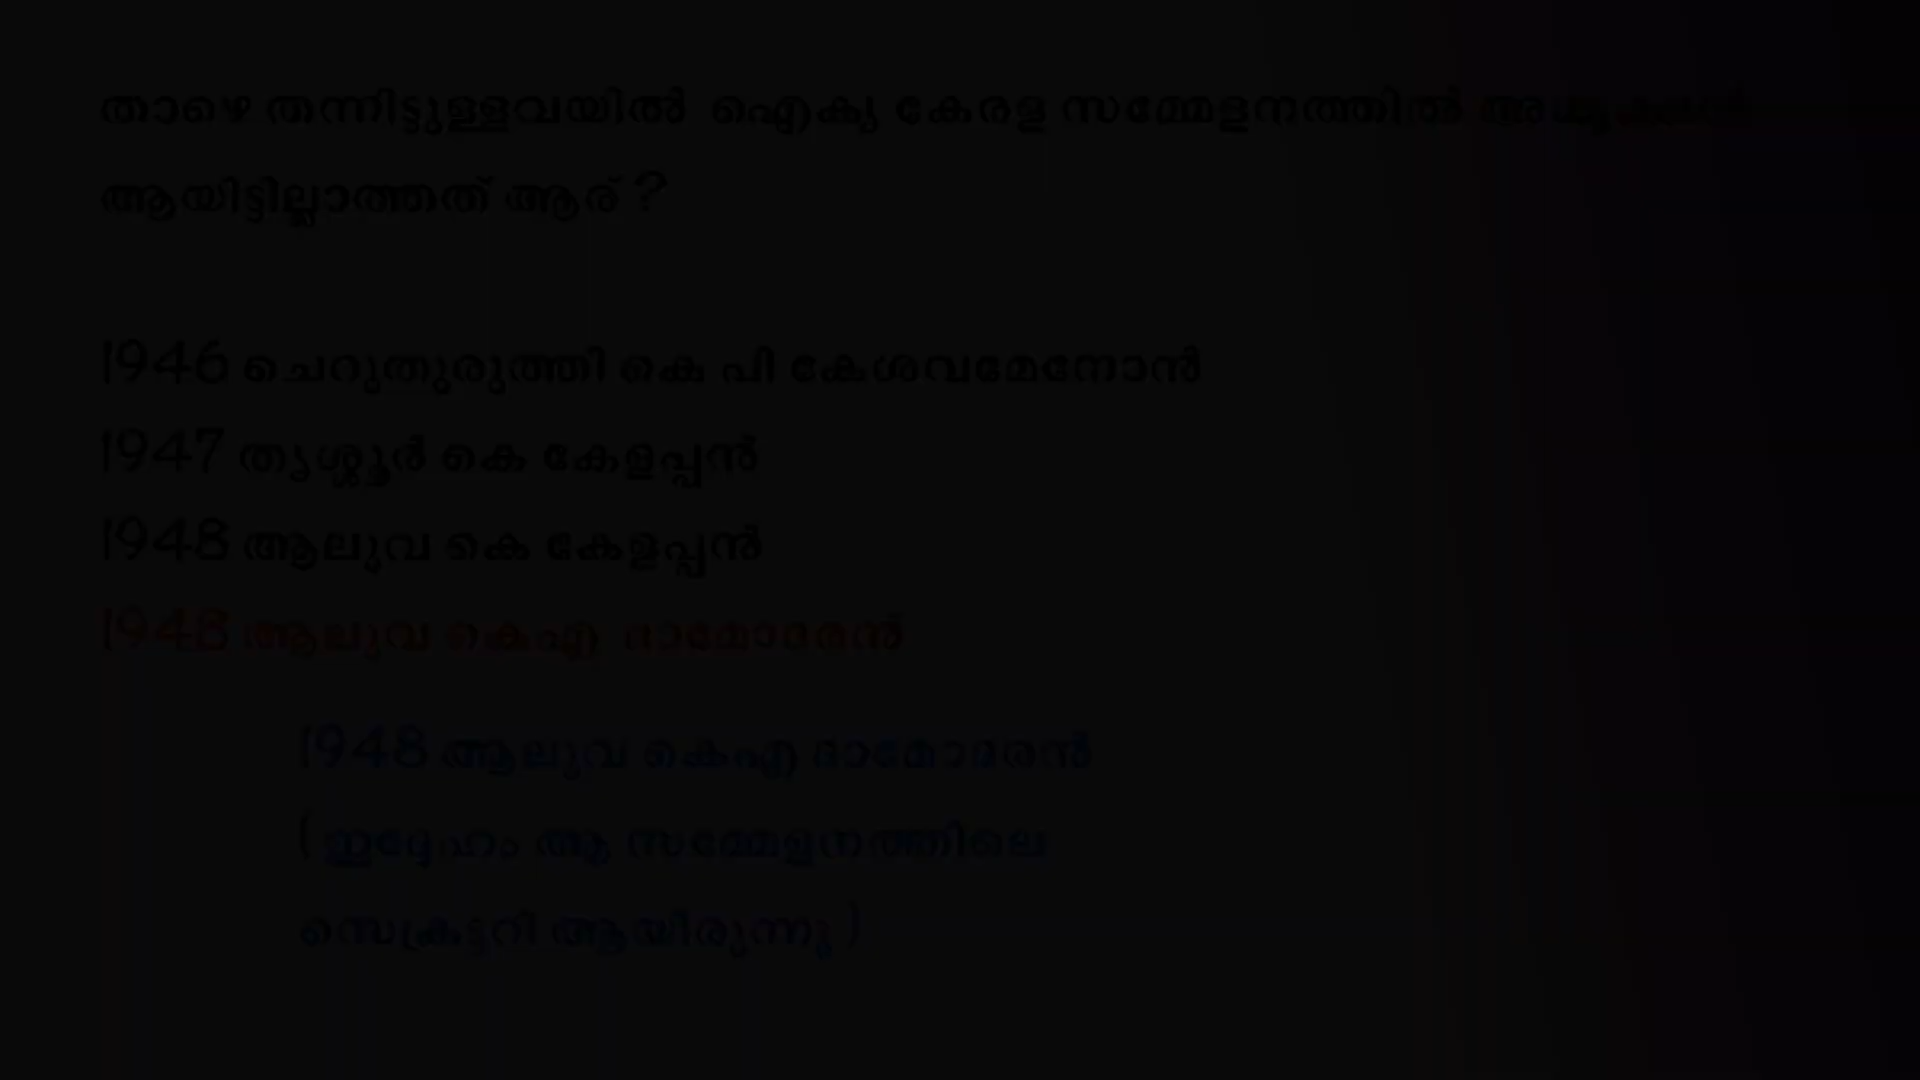 താഴെ തന്നിട്ടുള്ളവയിൽ ഐക്യ കേരള സമ്മേളനത്തിൽ അധ്യക്ഷൻ
ആയിട്ടില്ലാത്തത് ആര് ?
1946 ചെറുതുരുത്തി കെ പി കേശവമേനോൻ
1947 തൃശ്ശൂർ കെ കേളപ്പൻ
1948 ആലുവ കെ കേളപ്പൻ
1948 ആലുവ കെഎ ദാമോദരൻ
1948 ആലുവ കെഎ ദാമോദരൻ
( ഇദ്ദേഹം ആ സമ്മേളനത്തിലെ
സെക്രട്ടറി ആയിരുന്നു )